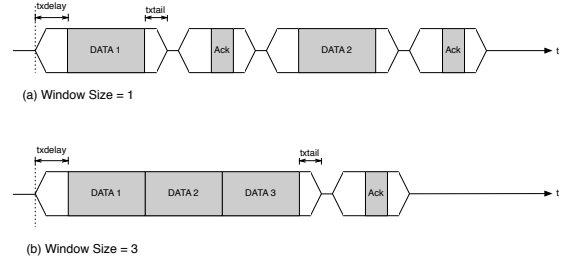 txdelay txtail
DATA 1 Ack DATA 2 Ack t
(a) Window Size = 1
txdelay txtail
DATA 1 DATA 2 DATA 3 Ack t
(b) Window Size = 3